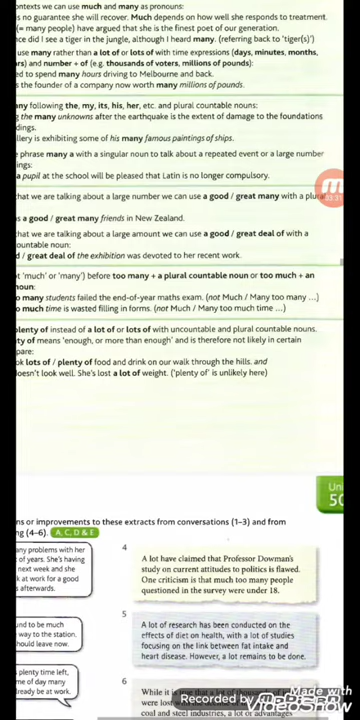 ontexts we can use much and many as pronouns:
is no guarantee she will recover. Much depends on how well she responds to treatment.
(= many people) have argued that she is the finest poet of our generation.
ce did I see a tiger in the jungle, although I heard many. (referring back to 'tiger(s)')
use many rather than a lot of or lots of with time expressions (days, minutes, months,
rs) and number + of (e.g. thousands of voters, millions of pounds):
ed to spend many hours driving to Melbourne and back.
s the founder of a company now worth many millions of pounds.
ny following the, my, its, his, her, etc. and plural countable nouns:
g the many unknowns after the earthquake is the extent of damage to the foundations
dings.
llery is exhibiting some of his many famous paintings of ships.
e phrase many a with a singular noun to talk about a repeated event or a large number
ings:
a pupil at the school will be pleased that Latin is no longer compulsory.
03:31
that we are talking about a large number we can use a good / great many with a plural
s a good / great many friends in New Zealand.
that we are talking about a large amount we can use a good / great deal of with a
ountable noun:
d / great deal of the exhibition was devoted to her recent work.
t 'much' or 'many') before too many + a plural countable noun or too much + an
noun:
o many students failed the end-of-year maths exam. (not Much / Many too many ...)
o much time is wasted filling in forms. (not Much / Many too much time ...)
plenty of instead of a lot of or lots of with uncountable and plural countable nouns.
ty of means 'enough, or more than enough' and is therefore not likely in certain
pare:
ok lots of / plenty of food and drink on our walk through the hills. and
doesn't look well. She's lost a lot of weight. ('plenty of' is unlikely here)
Un
50
ns or improvements to these extracts from conversations (1–3) and from
ng (4–6). A, C, D & E
any problems with her
of years. She's having
next week and she
k at work for a good
s afterwards.
4
A lot have claimed that Professor Dowman's
study on current attitudes to politics is flawed.
One criticism is that much too many people
questioned in the survey were under 18.
und to be much
way to the station.
hould leave now.
5
A lot of research has been conducted on the
effects of diet on health, with a lot of studies
focusing on the link between fat intake and
heart disease. However, a lot remains to be done.
plenty time left,
me of day many
lready be at work.
6
While it is true that a lot of thousands of
were lost
coal and steel industries, a lot of advantages
Recorded by
Made with
VideoShow